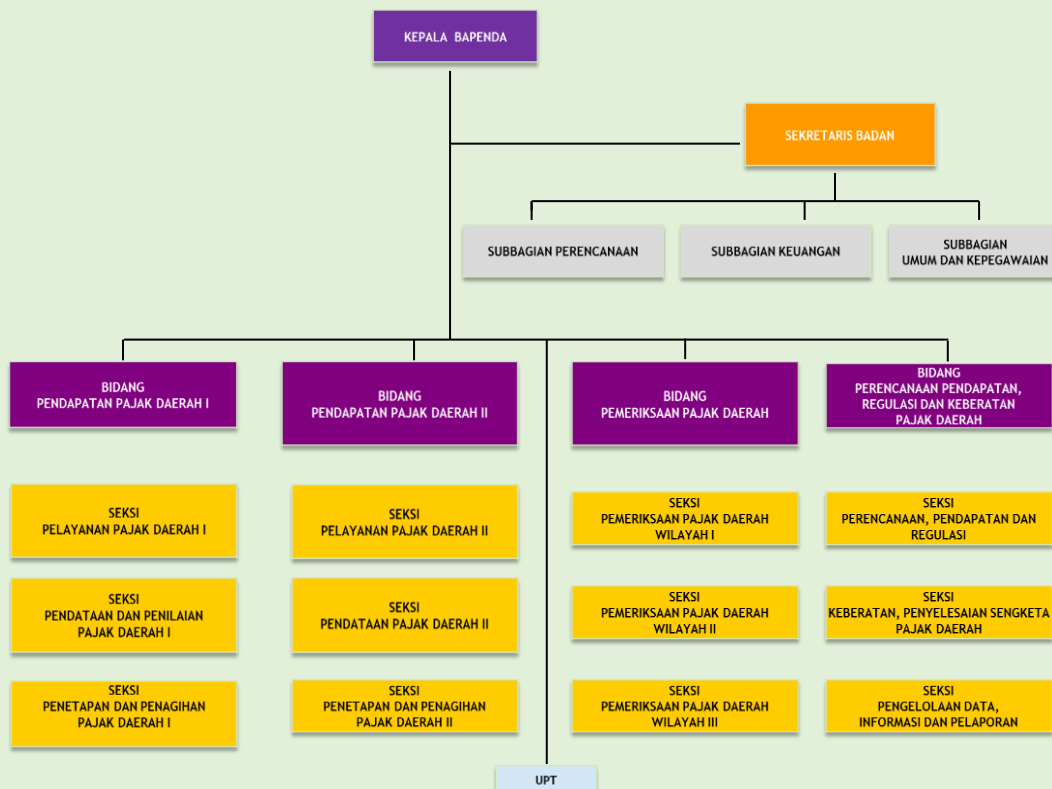 KEPALA BAPENDA
SEKRETARIS BADAN
SUBBAGIAN PERENCANAAN
SUBBAGIAN KEUANGAN
SUBBAGIAN
UMUM DAN KEPEGAWAIAN
BIDANG
PENDAPATAN PAJAK DAERAH I
BIDANG
PENDAPATAN PAJAK DAERAH II
BIDANG
PEMERIKSAAN PAJAK DAERAH
BIDANG
PERENCANAAN PENDAPATAN,
REGULASI DAN KEBERATAN
PAJAK DAERAH
SEKSI
PELAYANAN PAJAK DAERAH I
SEKSI
PELAYANAN PAJAK DAERAH II
SEKSI
PEMERIKSAAN PAJAK DAERAH
WILAYAH I
SEKSI
PERENCANAAN, PENDAPATAN DAN
REGULASI
SEKSI
PENDATAAN DAN PENILAIAN
PAJAK DAERAH I
SEKSI
PENDATAAN PAJAK DAERAH II
SEKSI
PEMERIKSAAN PAJAK DAERAH
WILAYAH II
SEKSI
KEBERATAN, PENYELESAIAN SENGKETA
PAJAK DAERAH
SEKSI
PENETAPAN DAN PENAGIHAN
PAJAK DAERAH I
SEKSI
PENETAPAN DAN PENAGIHAN
PAJAK DAERAH II
SEKSI
PEMERIKSAAN PAJAK DAERAH
WILAYAH III
SEKSI
PENGELOLAAN DATA,
INFORMASI DAN PELAPORAN
UPT